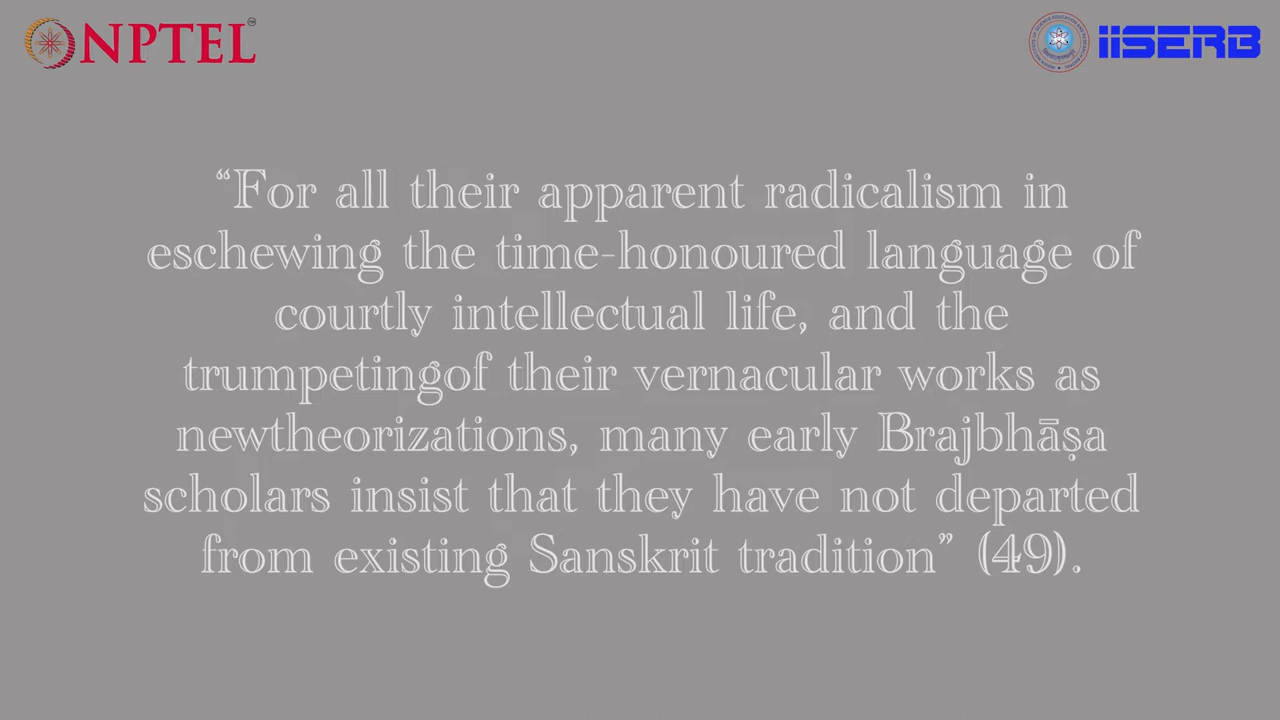 NPTEL
iiSERB
“For all their apparent radicalism in
eschewing the time-honoured language of
courtly intellectual life, and the
trumpetingof their vernacular works as
newtheorizations, many early Brajbhāṣa
scholars insist that they have not departed
from existing Sanskrit tradition” (49).